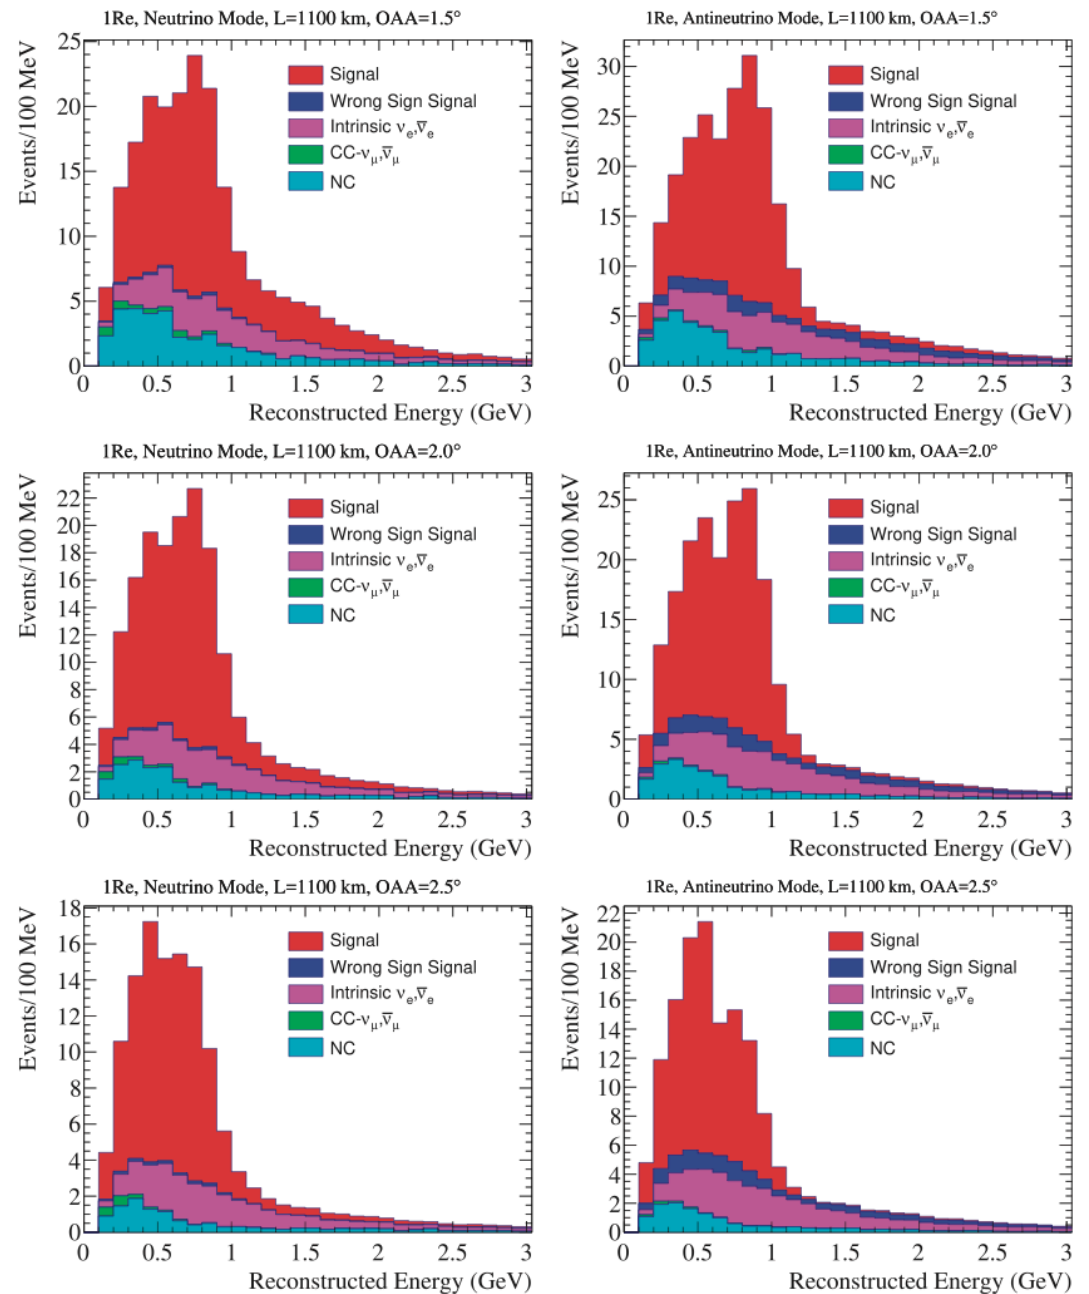 1Re, Neutrino Mode, L=1100 km, OAA=1.5°
Events/100 MeV
25
20
15
10
5
0
Signal
Wrong Sign Signal
Intrinsic νe,ν̅e
CC-νμ,ν̅μ
NC
0 0.5 1 1.5 2 2.5 3
Reconstructed Energy (GeV)
1Re, Antineutrino Mode, L=1100 km, OAA=1.5°
Events/100 MeV
30
25
20
15
10
5
0
Signal
Wrong Sign Signal
Intrinsic νe,ν̅e
CC-νμ,ν̅μ
NC
0 0.5 1 1.5 2 2.5 3
Reconstructed Energy (GeV)
1Re, Neutrino Mode, L=1100 km, OAA=2.0°
Events/100 MeV
22
20
18
16
14
12
10
8
6
4
2
0
Signal
Wrong Sign Signal
Intrinsic νe,ν̅e
CC-νμ,ν̅μ
NC
0 0.5 1 1.5 2 2.5 3
Reconstructed Energy (GeV)
1Re, Antineutrino Mode, L=1100 km, OAA=2.0°
Events/100 MeV
25
20
15
10
5
0
Signal
Wrong Sign Signal
Intrinsic νe,ν̅e
CC-νμ,ν̅μ
NC
0 0.5 1 1.5 2 2.5 3
Reconstructed Energy (GeV)
1Re, Neutrino Mode, L=1100 km, OAA=2.5°
Events/100 MeV
18
16
14
12
10
8
6
4
2
0
Signal
Wrong Sign Signal
Intrinsic νe,ν̅e
CC-νμ,ν̅μ
NC
0 0.5 1 1.5 2 2.5 3
Reconstructed Energy (GeV)
1Re, Antineutrino Mode, L=1100 km, OAA=2.5°
Events/100 MeV
22
20
18
16
14
12
10
8
6
4
2
0
Signal
Wrong Sign Signal
Intrinsic νe,ν̅e
CC-νμ,ν̅μ
NC
0 0.5 1 1.5 2 2.5 3
Reconstructed Energy (GeV)